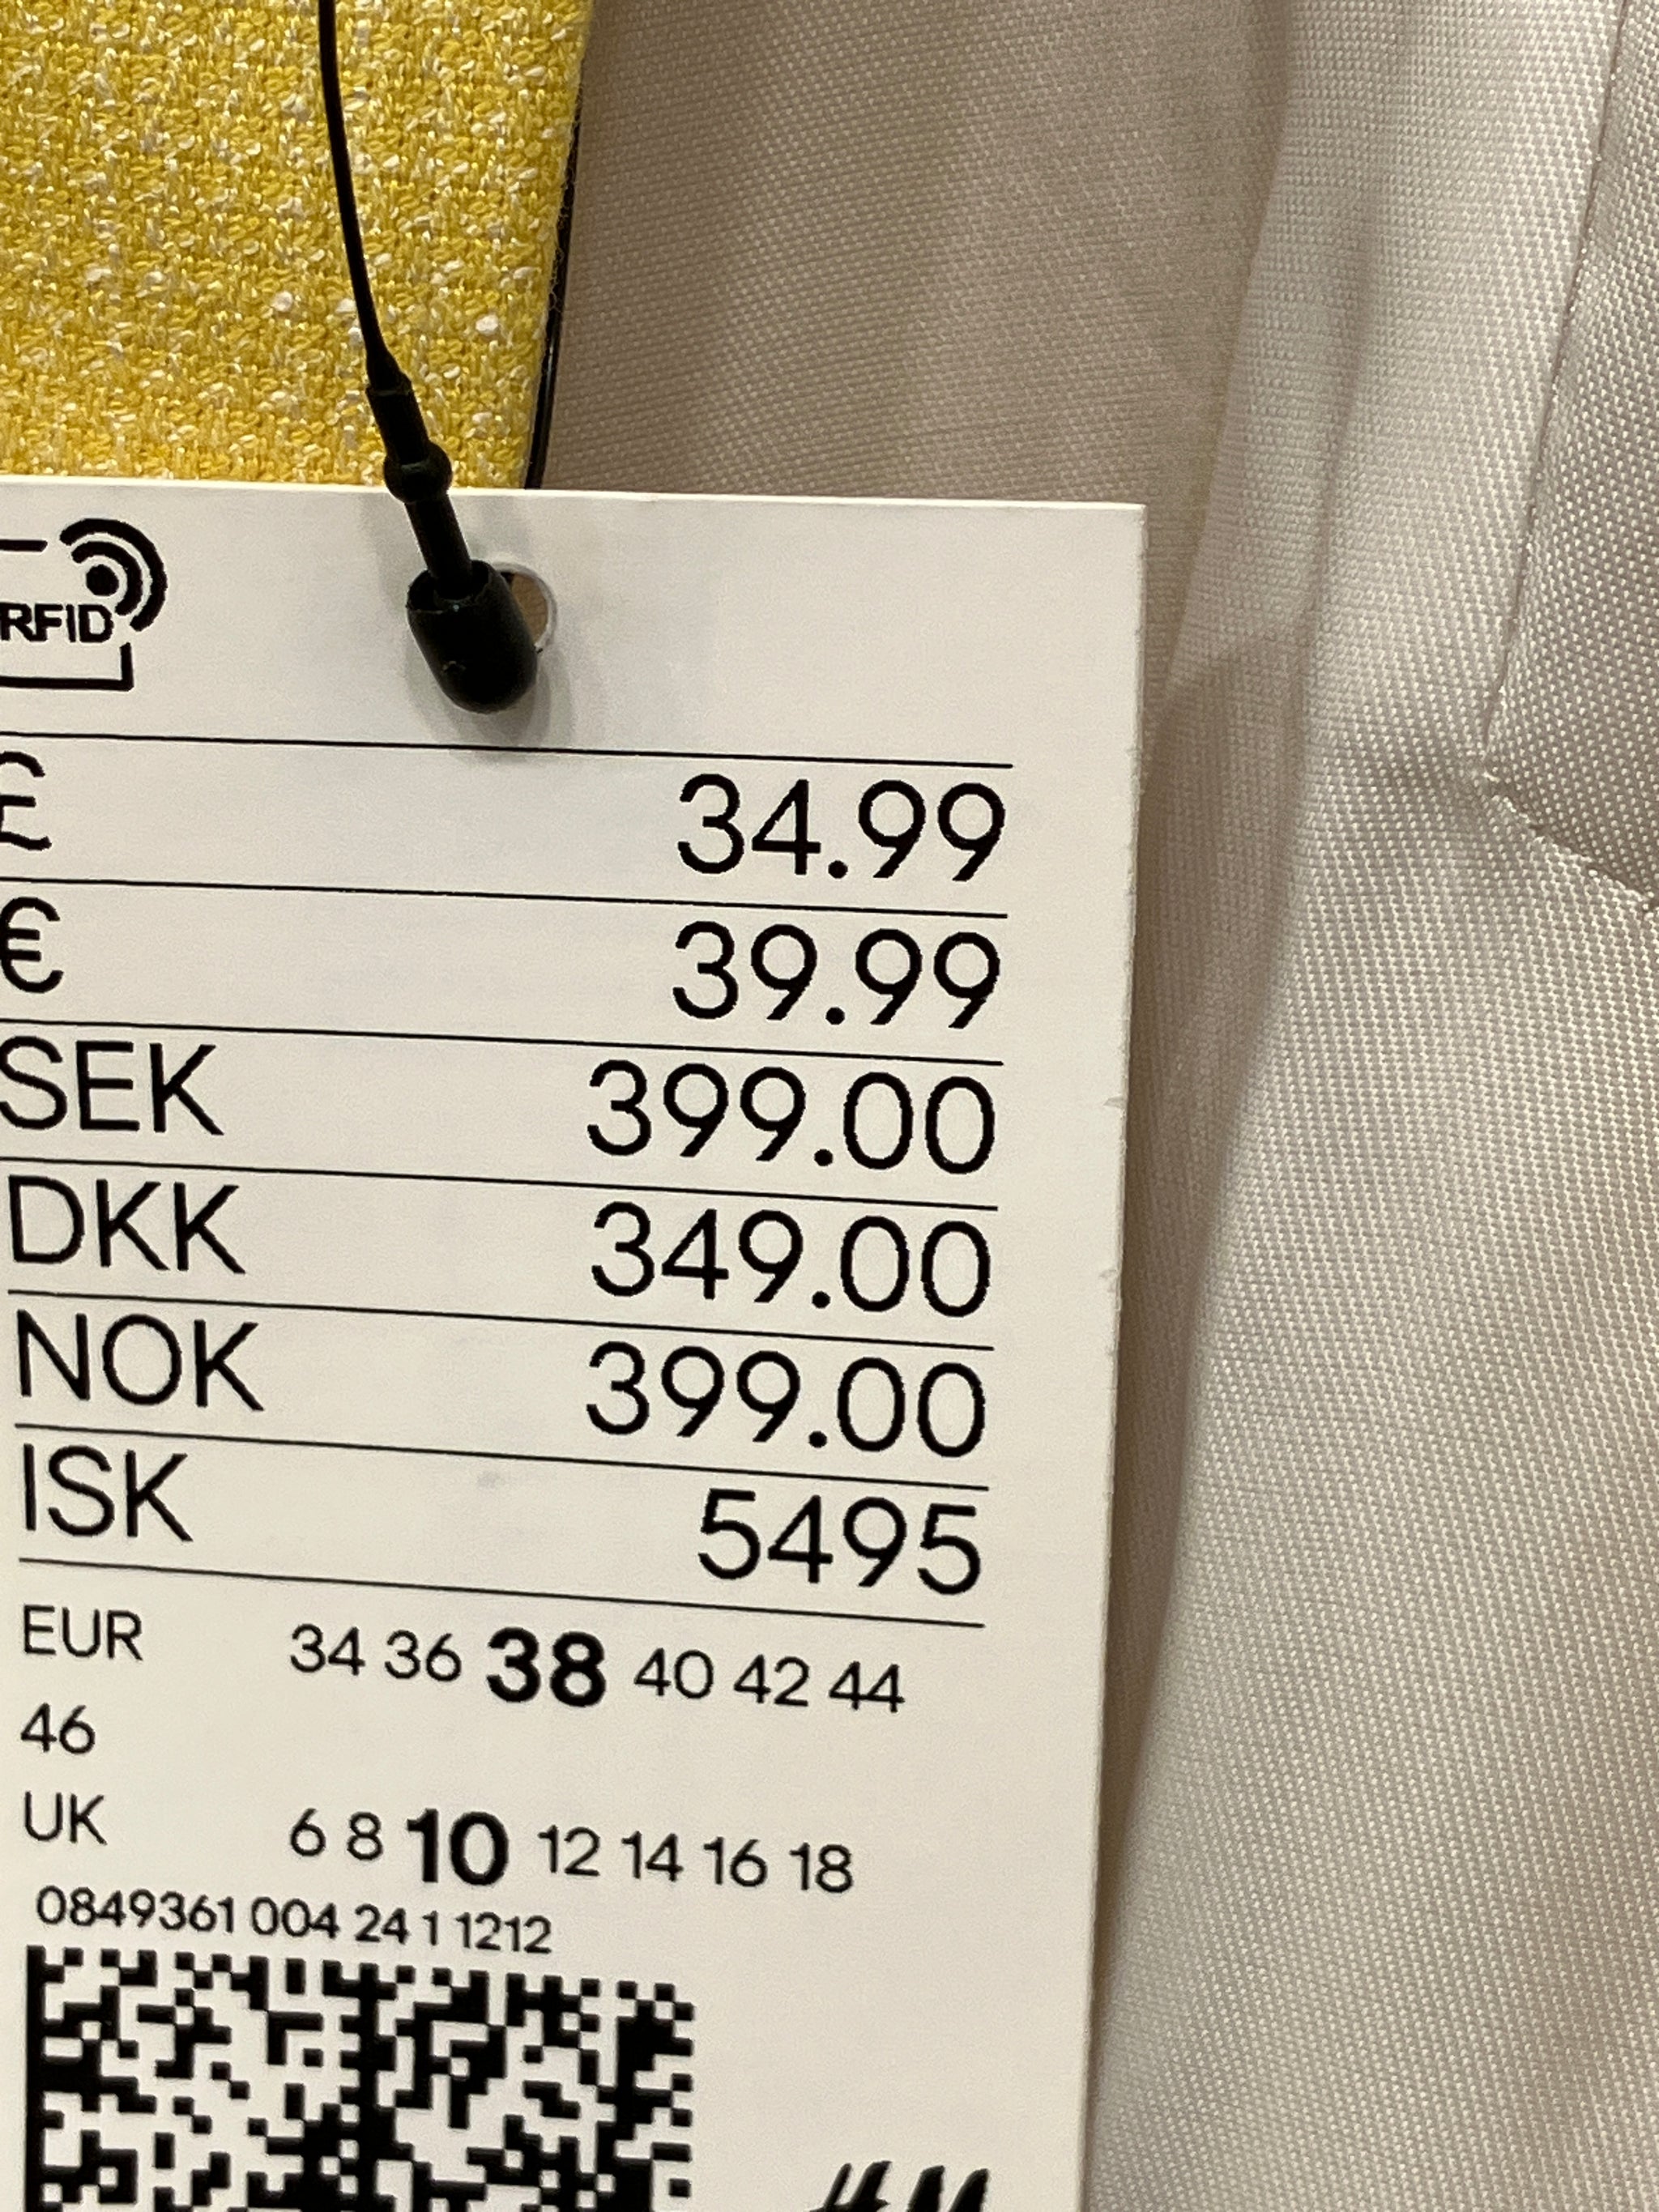 RFID
£ 34.99
€ 39.99
SEK 399.00
DKK 349.00
NOK 399.00
ISK 5495
EUR 34 36 38 40 42 44
46
UK 6 8 10 12 14 16 18
0849361 004 24 1 1212
H&M